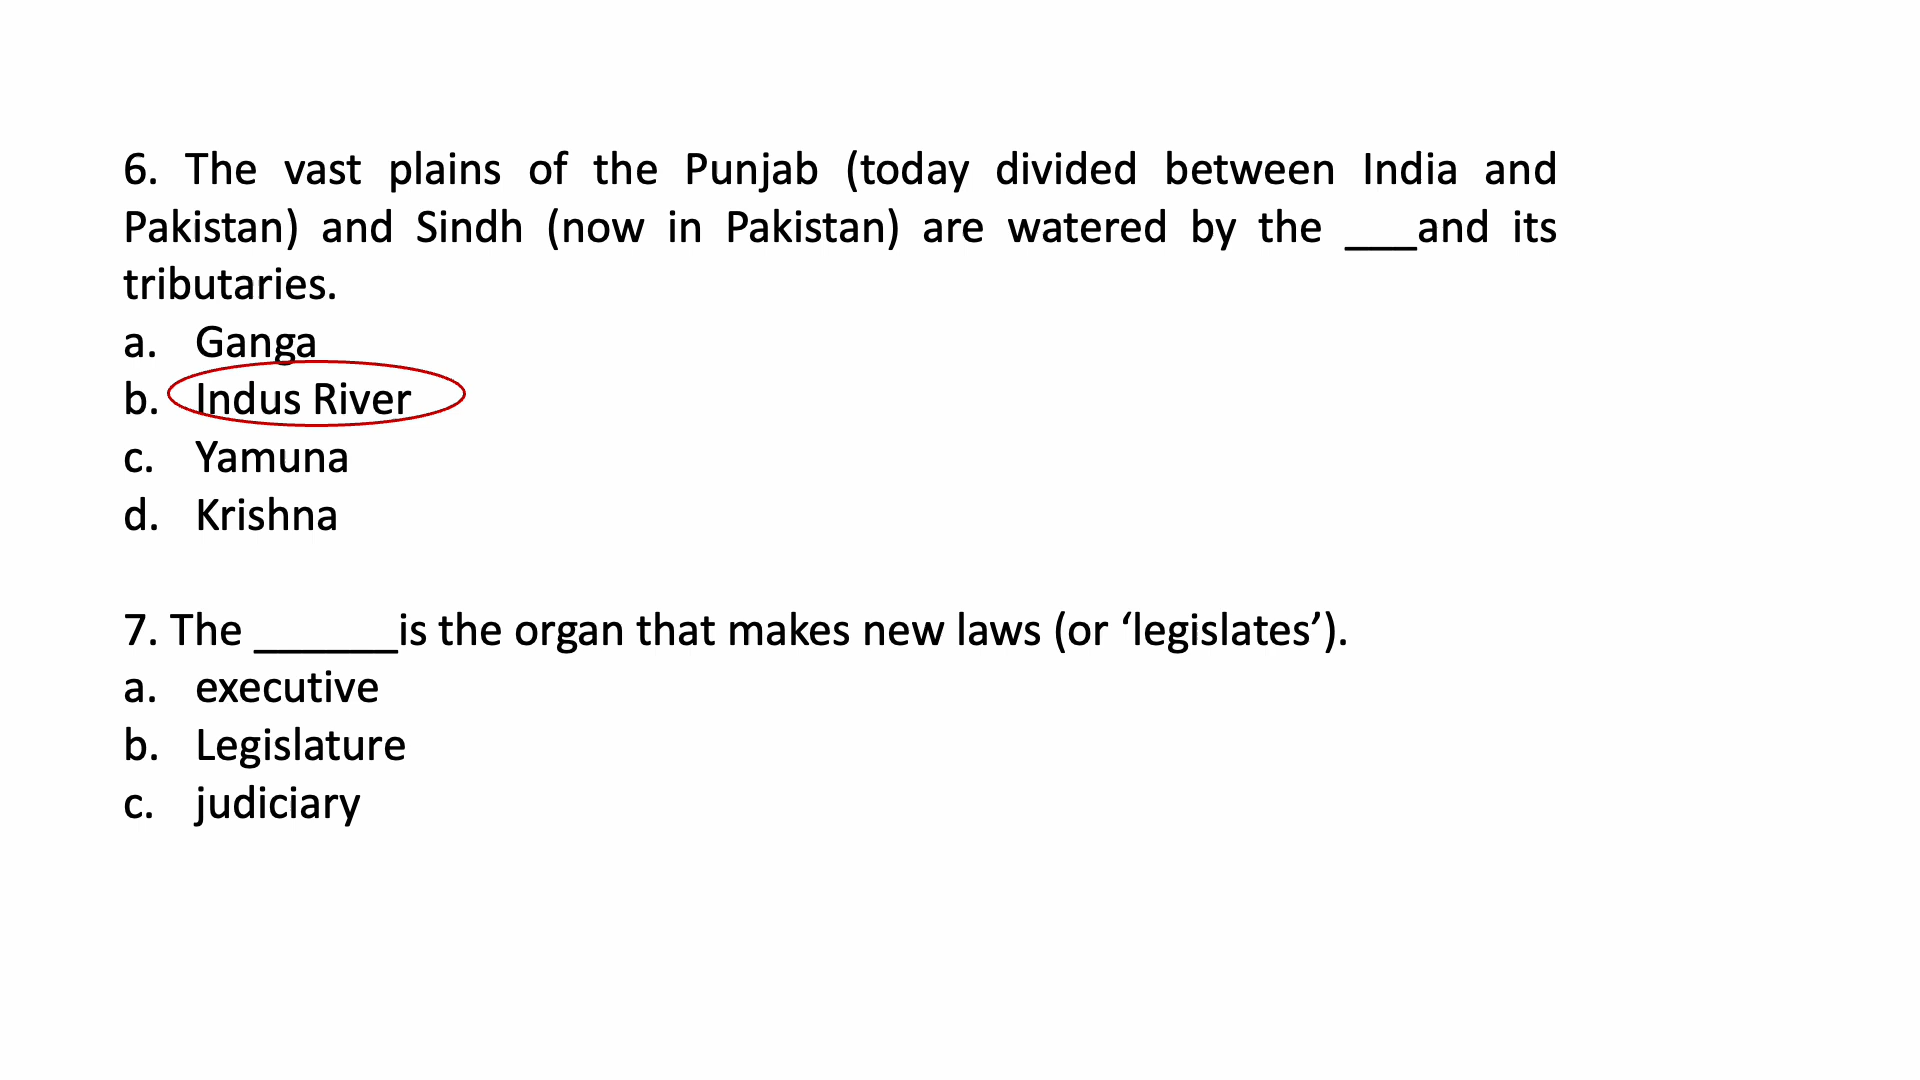 6. The vast plains of the Punjab (today divided between India and
Pakistan) and Sindh (now in Pakistan) are watered by the ___and its
tributaries.
a. Ganga
b. Indus River
c. Yamuna
d. Krishna
7. The ______is the organ that makes new laws (or ‘legislates’).
a. executive
b. Legislature
c. judiciary